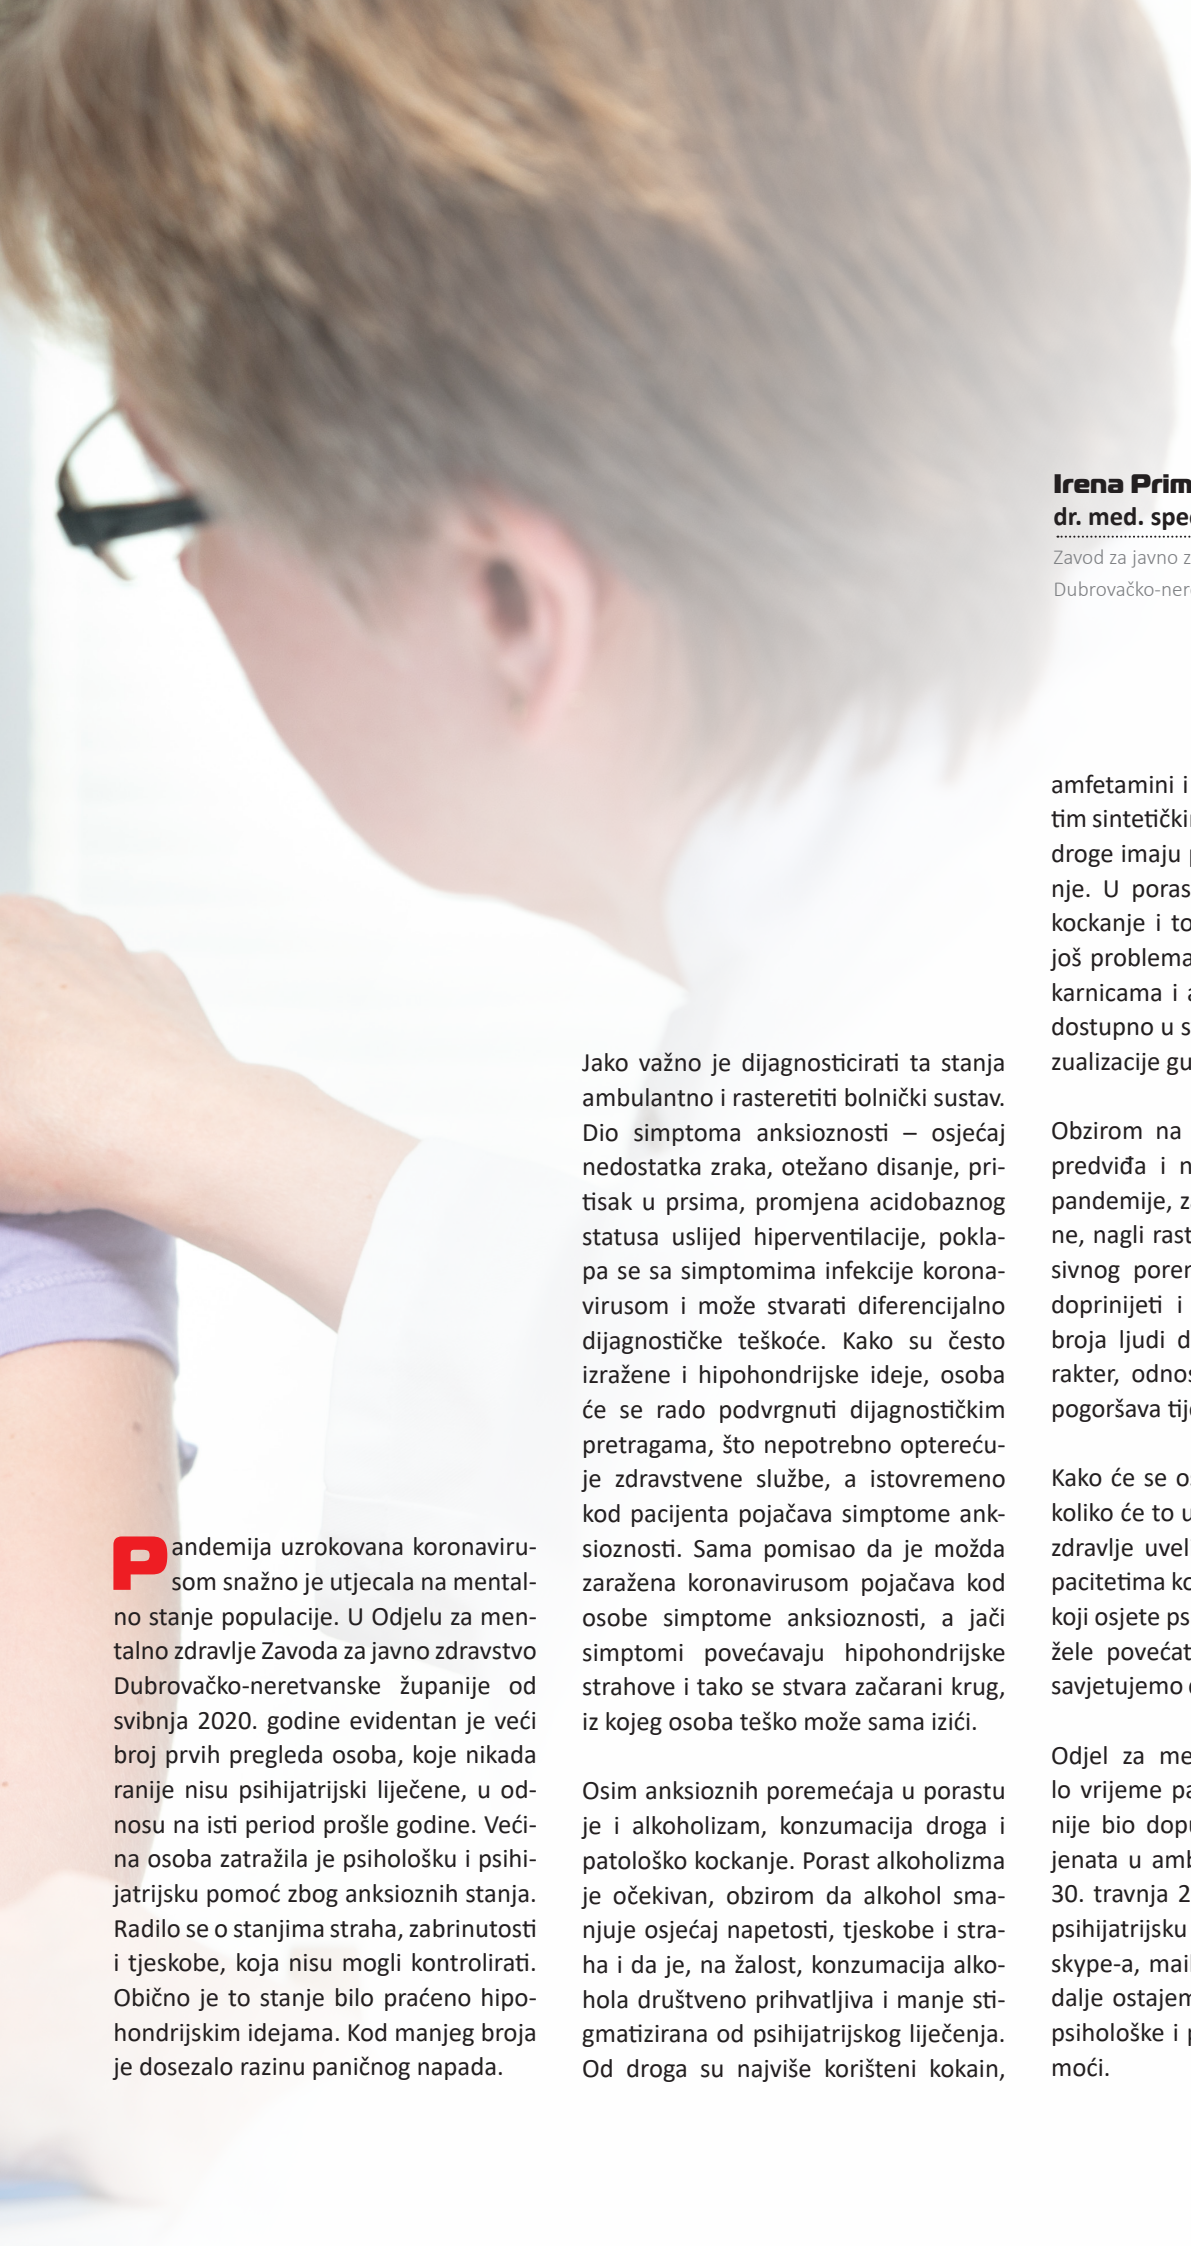 Pandemija uzrokovana koronaviru-
som snažno je utjecala na mental-
no stanje populacije. U Odjelu za men-
talno zdravlje Zavoda za javno zdravstvo
Dubrovačko-neretvanske županije od
svibnja 2020. godine evidentan je veći
broj prvih pregleda osoba, koje nikada
ranije nisu psihijatrijski liječene, u od-
nosu na isti period prošle godine. Veći-
na osoba zatražila je psihološku i psihi-
jatrijsku pomoć zbog anksioznih stanja.
Radilo se o stanjima straha, zabrinutosti
i tjeskobe, koja nisu mogli kontrolirati.
Obično je to stanje bilo praćeno hipo-
hondrijskim idejama. Kod manjeg broja
je dosezalo razinu paničnog napada.
Jako važno je dijagnosticirati ta stanja
ambulantno i rasteretiti bolnički sustav.
Dio simptoma anksioznosti – osjećaj
nedostatka zraka, otežano disanje, pri-
tisak u prsima, promjena acidobaznog
statusa uslijed hiperventilacije, pokla-
pa se sa simptomima infekcije korona-
virusom i može stvarati diferencijalno
dijagnostičke teškoće. Kako su često
izražene i hipohondrijske ideje, osoba
će se rado podvrgnuti dijagnostičkim
pretragama, što nepotrebno optereću-
je zdravstvene službe, a istovremeno
kod pacijenta pojačava simptome ank-
sioznosti. Sama pomisao da je možda
zaražena koronavirusom pojačava kod
osobe simptome anksioznosti, a jači
simptomi povećavaju hipohondrijske
strahove i tako se stvara začarani krug,
iz kojeg osoba teško može sama izići.
Osim anksioznih poremećaja u porastu
je i alkoholizam, konzumacija droga i
patološko kockanje. Porast alkoholizma
je očekivan, obzirom da alkohol sma-
njuje osjećaj napetosti, tjeskobe i stra-
ha i da je, na žalost, konzumacija alko-
hola društveno prihvatljiva i manje sti-
gmatizirana od psihijatrijskog liječenja.
Od droga su najviše korišteni kokain,
Irena Prim
dr. med. spe
Zavod za javno z
Dubrovačko-ner
amfetamini i
tim sintetički
droge imaju
nje. U poras
kockanje i to
još problema
karnicama i a
dostupno u s
zualizacije gu
Obzirom na
predviđa i n
pandemije, z
ne, nagli rast
sivnog porem
doprinijeti i
broja ljudi d
rakter, odnos
pogoršava tij
Kako će se o
koliko će to u
zdravlje uvel
pacitetima ko
koji osjete ps
žele povećat
savjetujemo
Odjel za me
lo vrijeme pa
nije bio dopu
jenata u amb
30. travnja 2
psihijatrijsku
skype-a, mail
dalje ostajem
psihološke i p
moći.